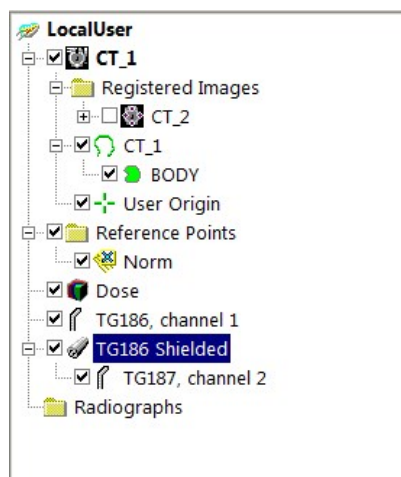 LocalUser
CT_1
Registered Images
CT_2
CT_1
BODY
User Origin
Reference Points
Norm
Dose
TG186, channel 1
TG186 Shielded
TG187, channel 2
Radiographs